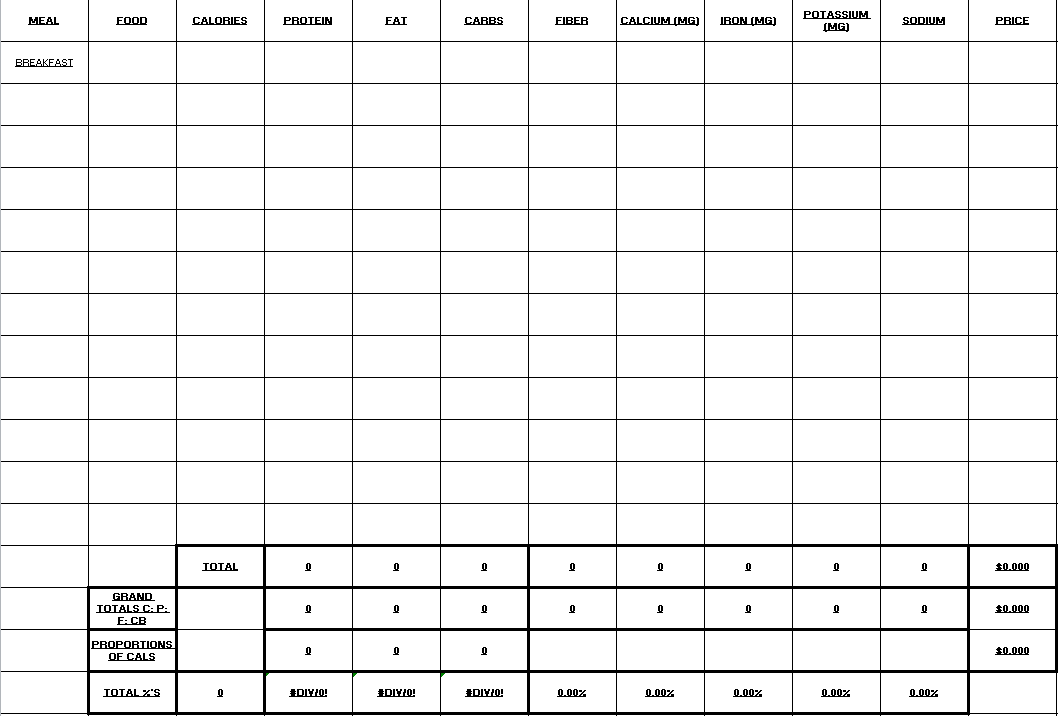 MEAL FOOD CALORIES PROTEIN FAT CARBS FIBER CALCIUM (MG) IRON (MG) POTASSIUM (MG) SODIUM PRICE
BREAKFAST
TOTAL 0 0 0 0 0 0 0 0 $0.000
GRAND
TOTALS C: P:
F: CB
0 0 0 0 0 0 0 0 $0.000
PROPORTIONS
OF CALS
0 0 0 $0.000
TOTAL %'S 0 #DIV/0! #DIV/0! #DIV/0! 0.00% 0.00% 0.00% 0.00% 0.00%